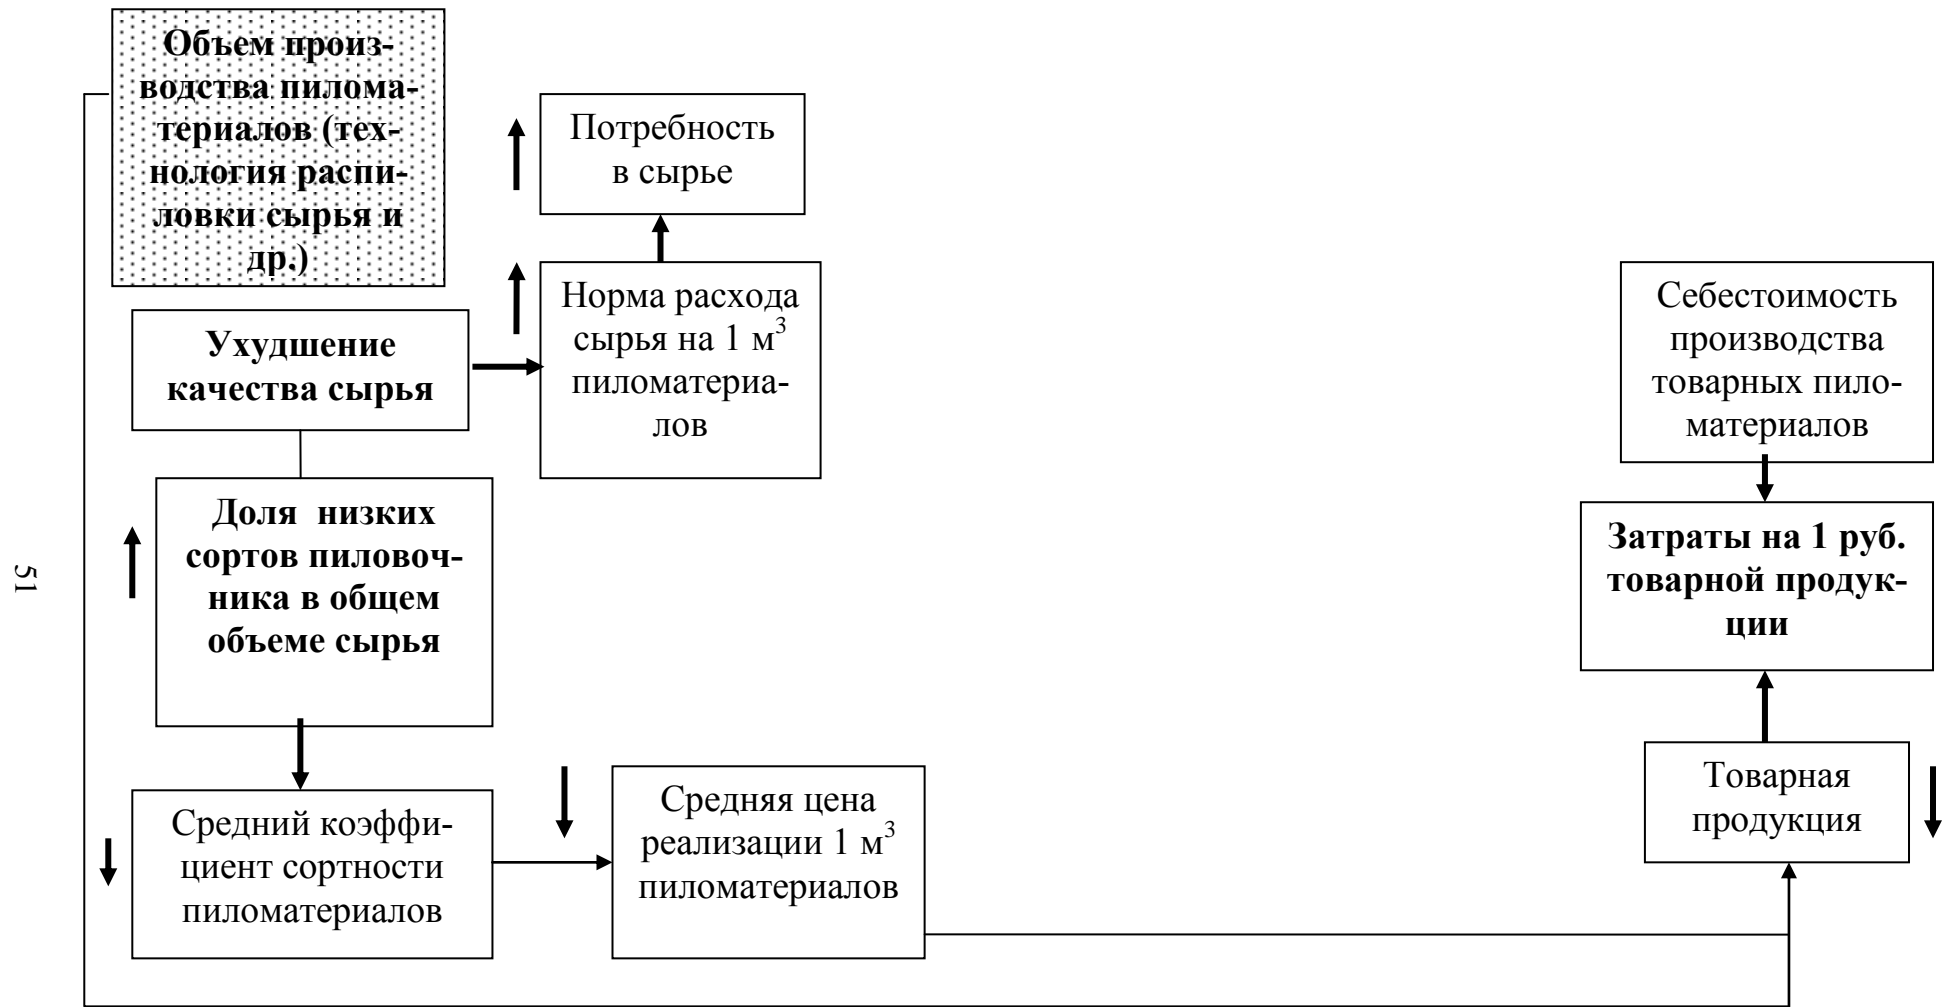 Объем произ-
водства пилома-
териалов (тех-
нология распи-
ловки сырья и
др.)
Потребность
в сырье
Ухудшение
качества сырья
Норма расхода
сырья на 1 м³
пиломатериа-
лов
Себестоимость
производства
товарных пило-
материалов
Доля низких
сортов пиловоч-
ника в общем
объеме сырья
Затраты на 1 руб.
товарной продук-
ции
51
Средний коэффи-
циент сортности
пиломатериалов
Средняя цена
реализации 1 м³
пиломатериалов
Товарная
продукция